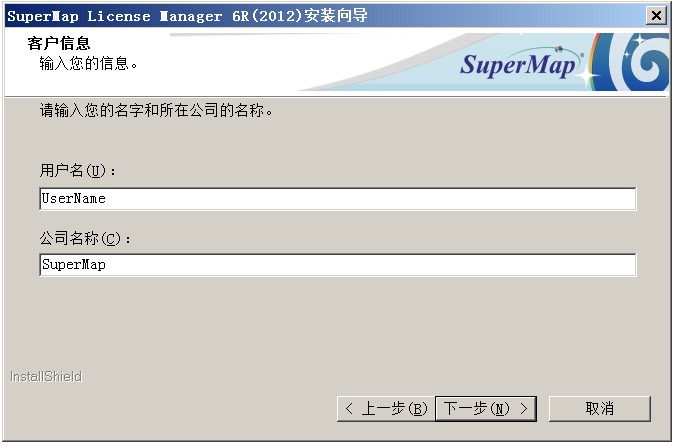 SuperMap License Manager 6R(2012)安装向导
客户信息
输入您的信息。
SuperMap
请输入您的名字和所在公司的名称。
用户名(U)：
UserName
公司名称(C)：
SuperMap
InstallShield
< 上一步(B) 下一步(N) > 取消